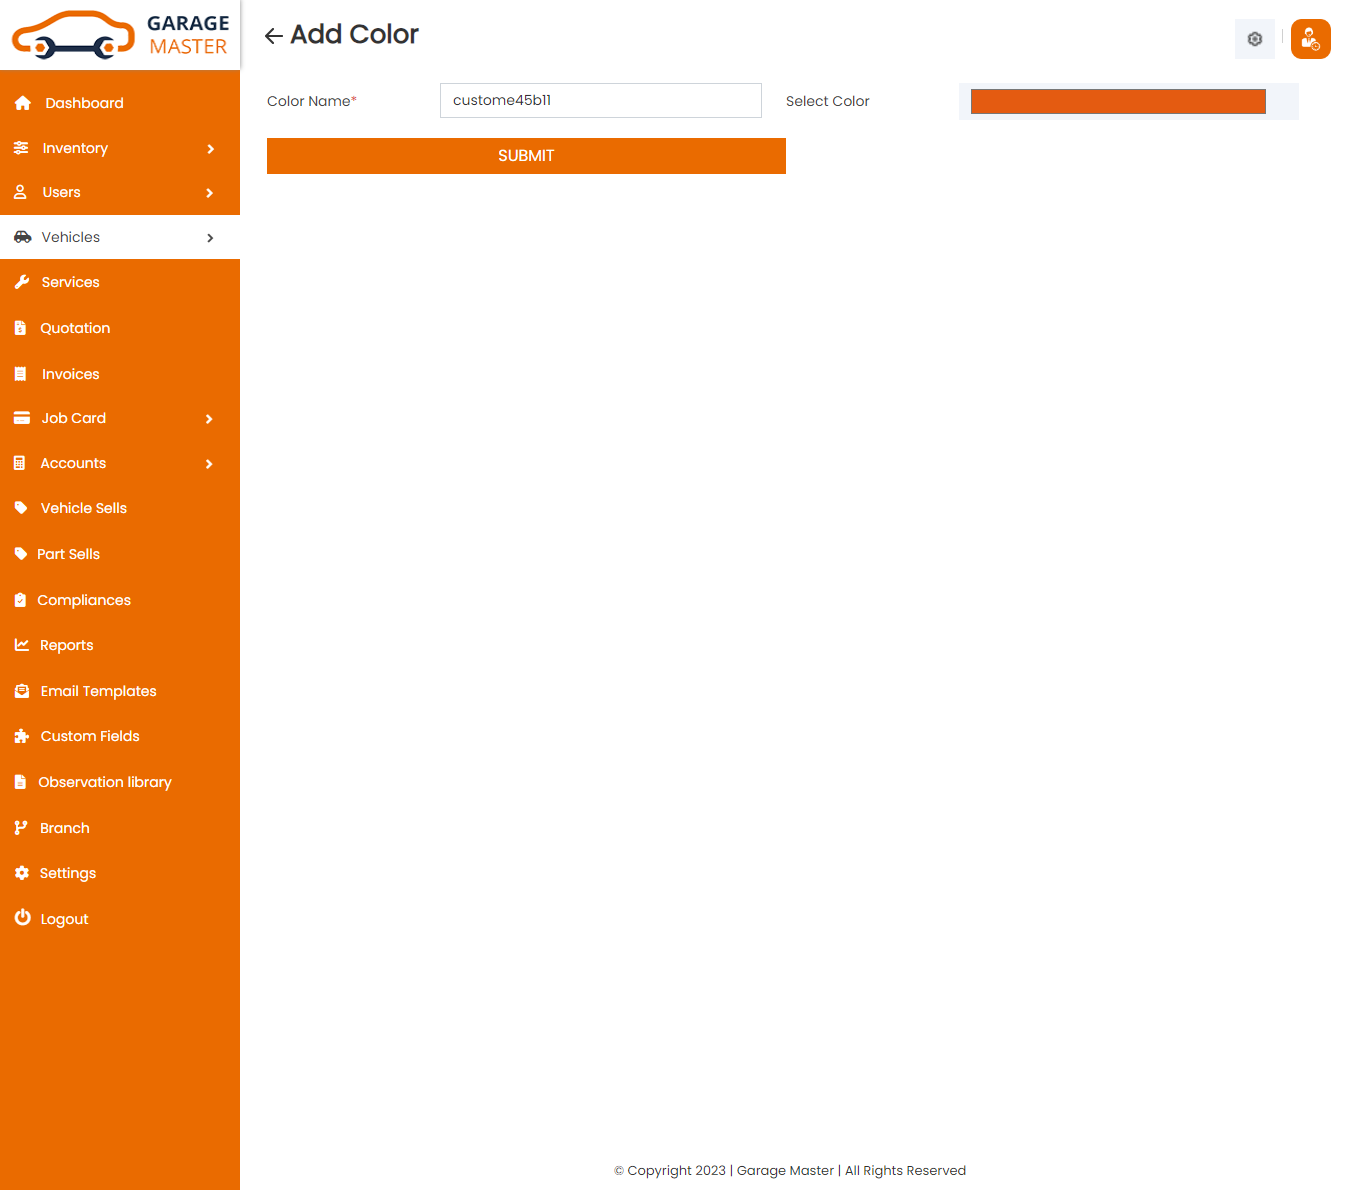 GARAGE
MASTER
Add Color
Color Name*
custome45b11
Select Color
SUBMIT
Dashboard
Inventory
Users
Vehicles
Services
Quotation
Invoices
Job Card
Accounts
Vehicle Sells
Part Sells
Compliances
Reports
Email Templates
Custom Fields
Observation library
Branch
Settings
Logout
© Copyright 2023 | Garage Master | All Rights Reserved